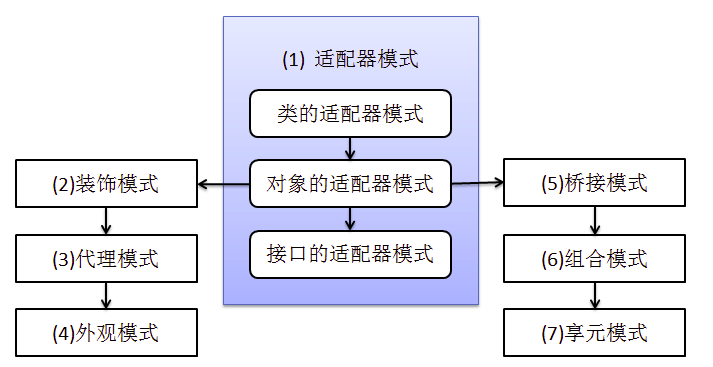 (1) 适配器模式
类的适配器模式
对象的适配器模式
接口的适配器模式
(2)装饰模式
(3)代理模式
(4)外观模式
(5)桥接模式
(6)组合模式
(7)享元模式